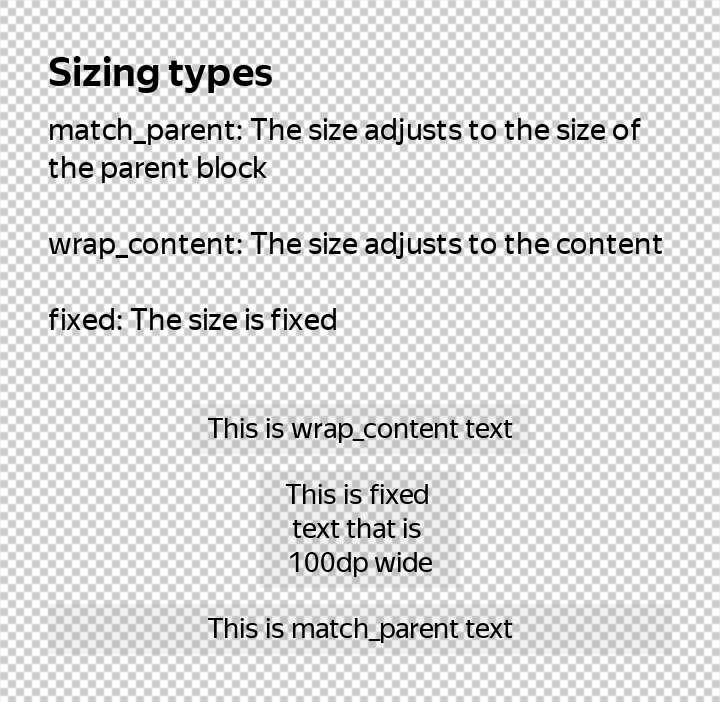 Sizing types
match_parent: The size adjusts to the size of
the parent block
wrap_content: The size adjusts to the content
fixed: The size is fixed
This is wrap_content text
This is fixed
text that is
100dp wide
This is match_parent text